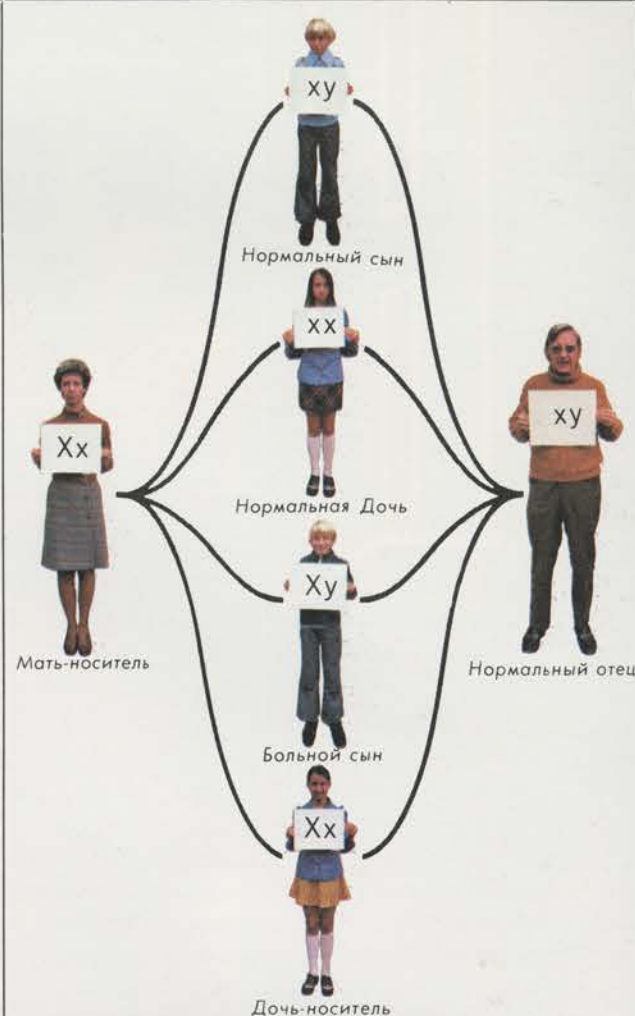 xy
Нормальный сын
xx
Xx
xy
Нормальная Дочь
Xy
Мать-носитель
Нормальный отец
Больной сын
Xx
Дочь-носитель